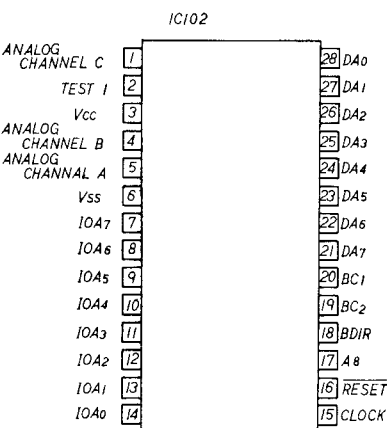 IC102
ANALOG CHANNEL C 1 28 DA0
TEST 1 2 27 DA1
Vcc 3 26 DA2
ANALOG CHANNEL B 4 25 DA3
ANALOG CHANNAL A 5 24 DA4
Vss 6 23 DA5
IOA7 7 22 DA6
IOA6 8 21 DA7
IOA5 9 20 BC1
IOA4 10 19 BC2
IOA3 11 18 BDIR
IOA2 12 17 A8
IOA1 13 16 RESET
IOA0 14 15 CLOCK